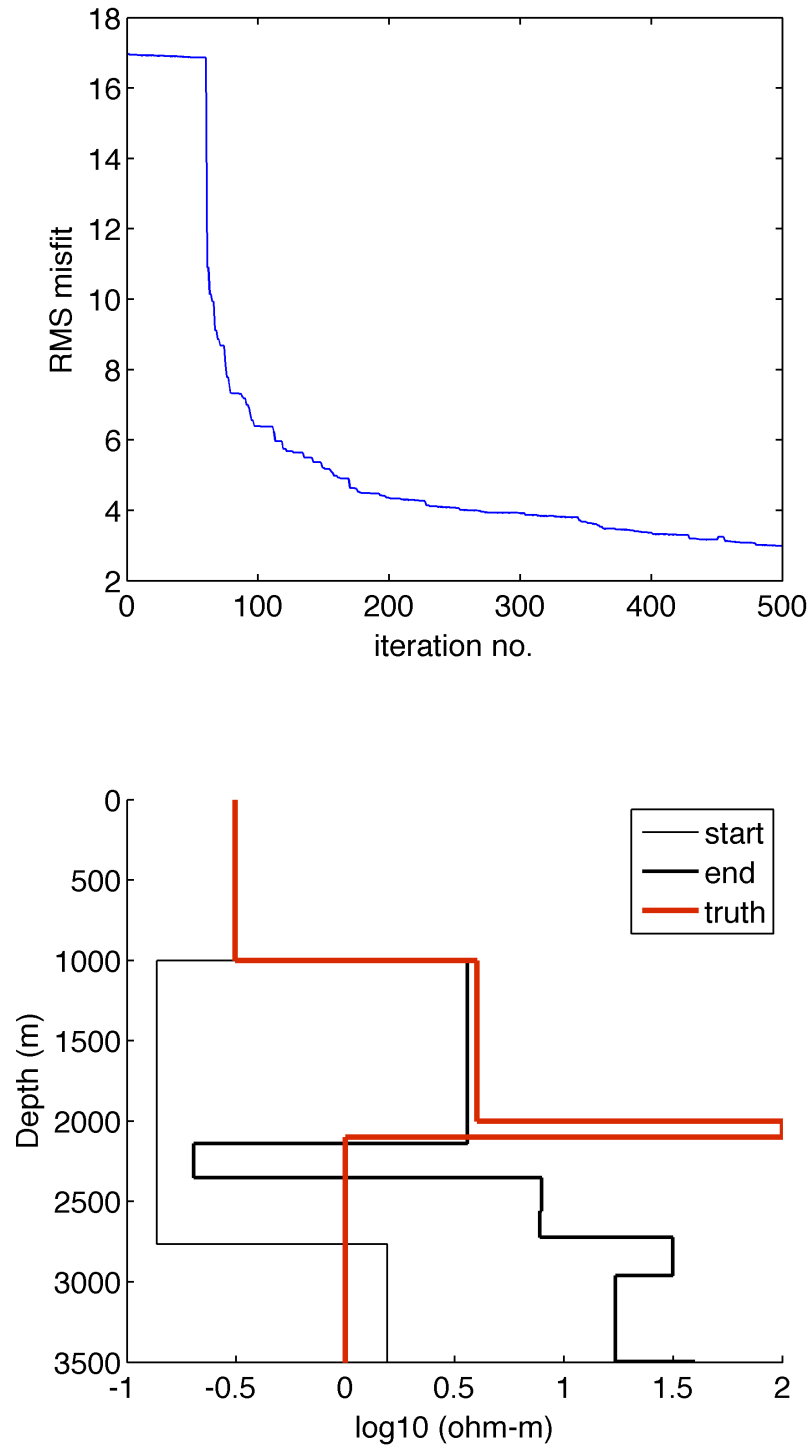 18
16
14
12
10
8
6
4
2
RMS misfit
0 100 200 300 400 500
iteration no.
0
500
1000
1500
2000
2500
3000
3500
Depth (m)
start
end
truth
-1 -0.5 0 0.5 1 1.5 2
log10 (ohm-m)